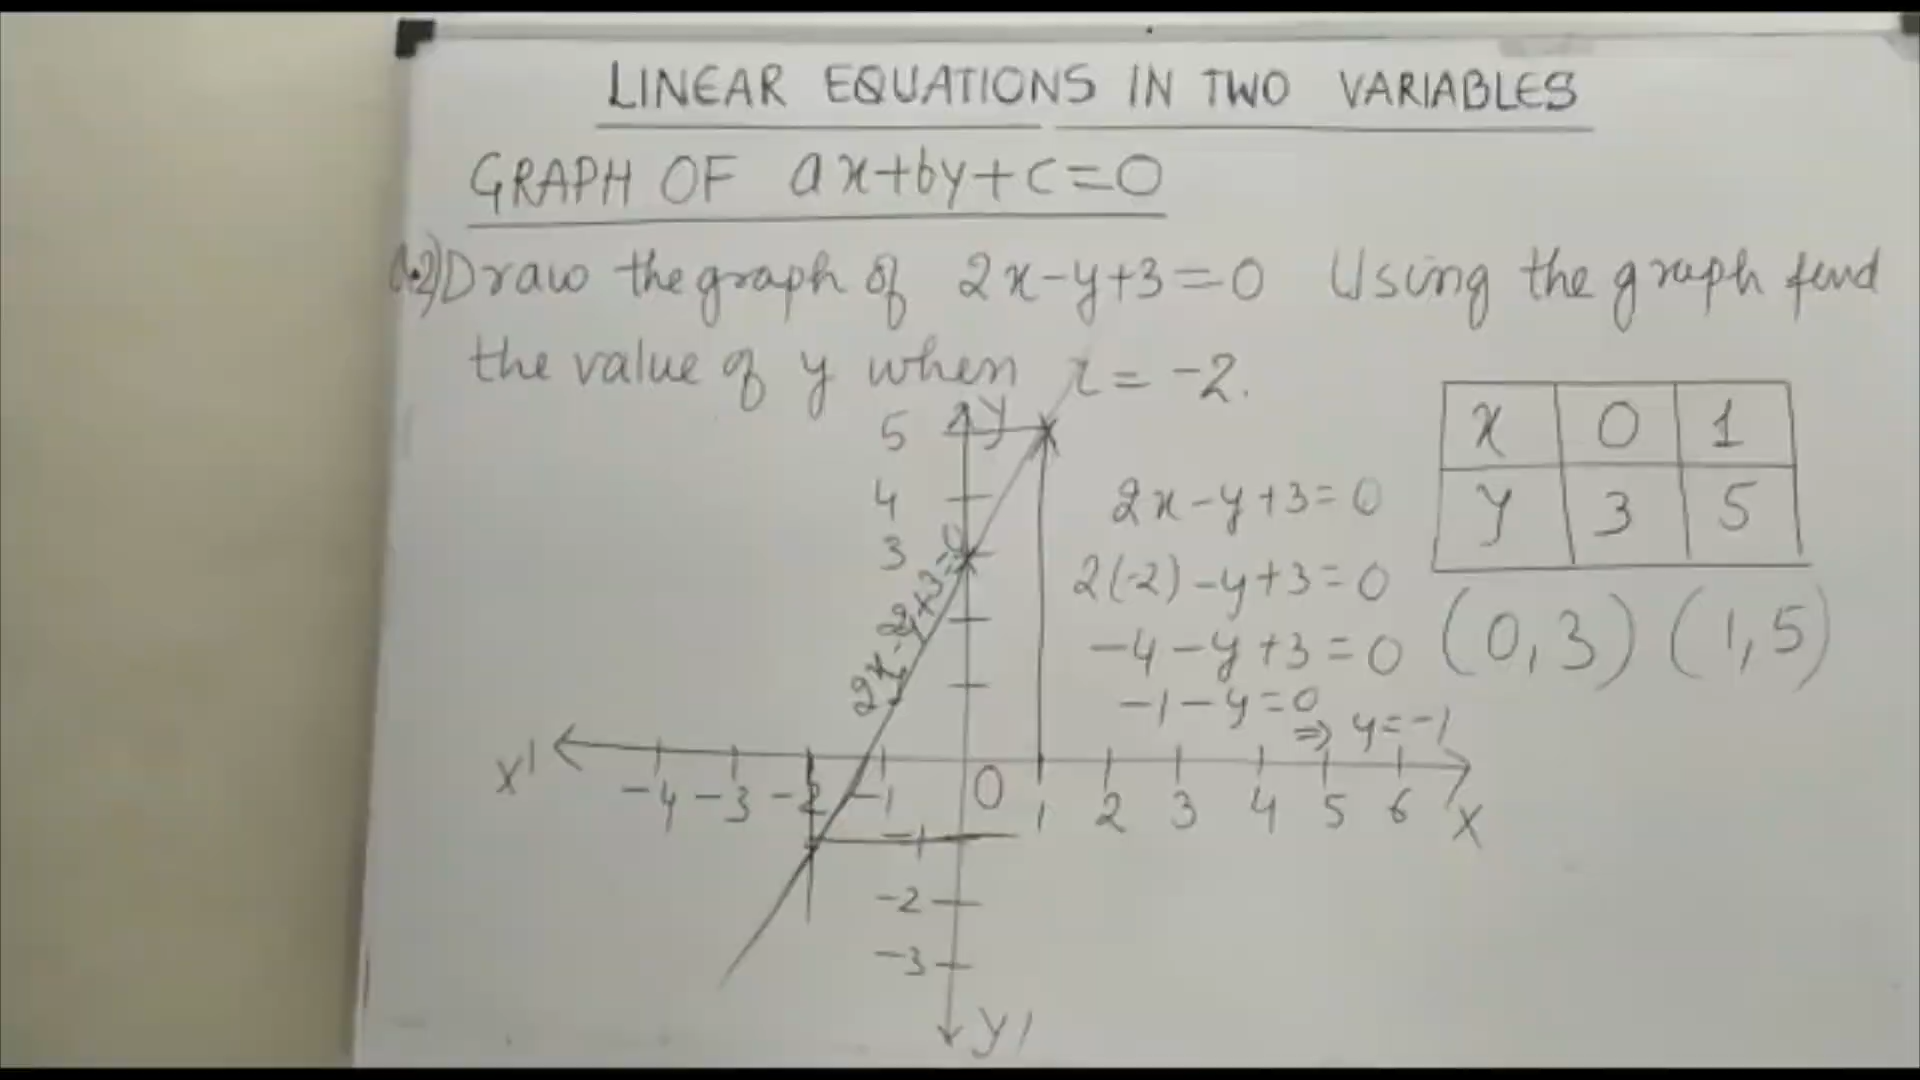 LINEAR EQUATIONS IN TWO VARIABLES
GRAPH OF ax+by+c=0
Q.2) Draw the graph of 2x-y+3=0 Using the graph find
the value of y when x = -2.
x 0 1
y 3 5
(0,3) (1,5)
2x-y+3=0
2(-2)-y+3=0
-4-y+3=0
-1-y=0
⇒ y=-1
y
5
4
3
2x-y+3=0
x' -4 -3 -2 -1 0 1 2 3 4 5 6 x
-1
-2
-3
y'